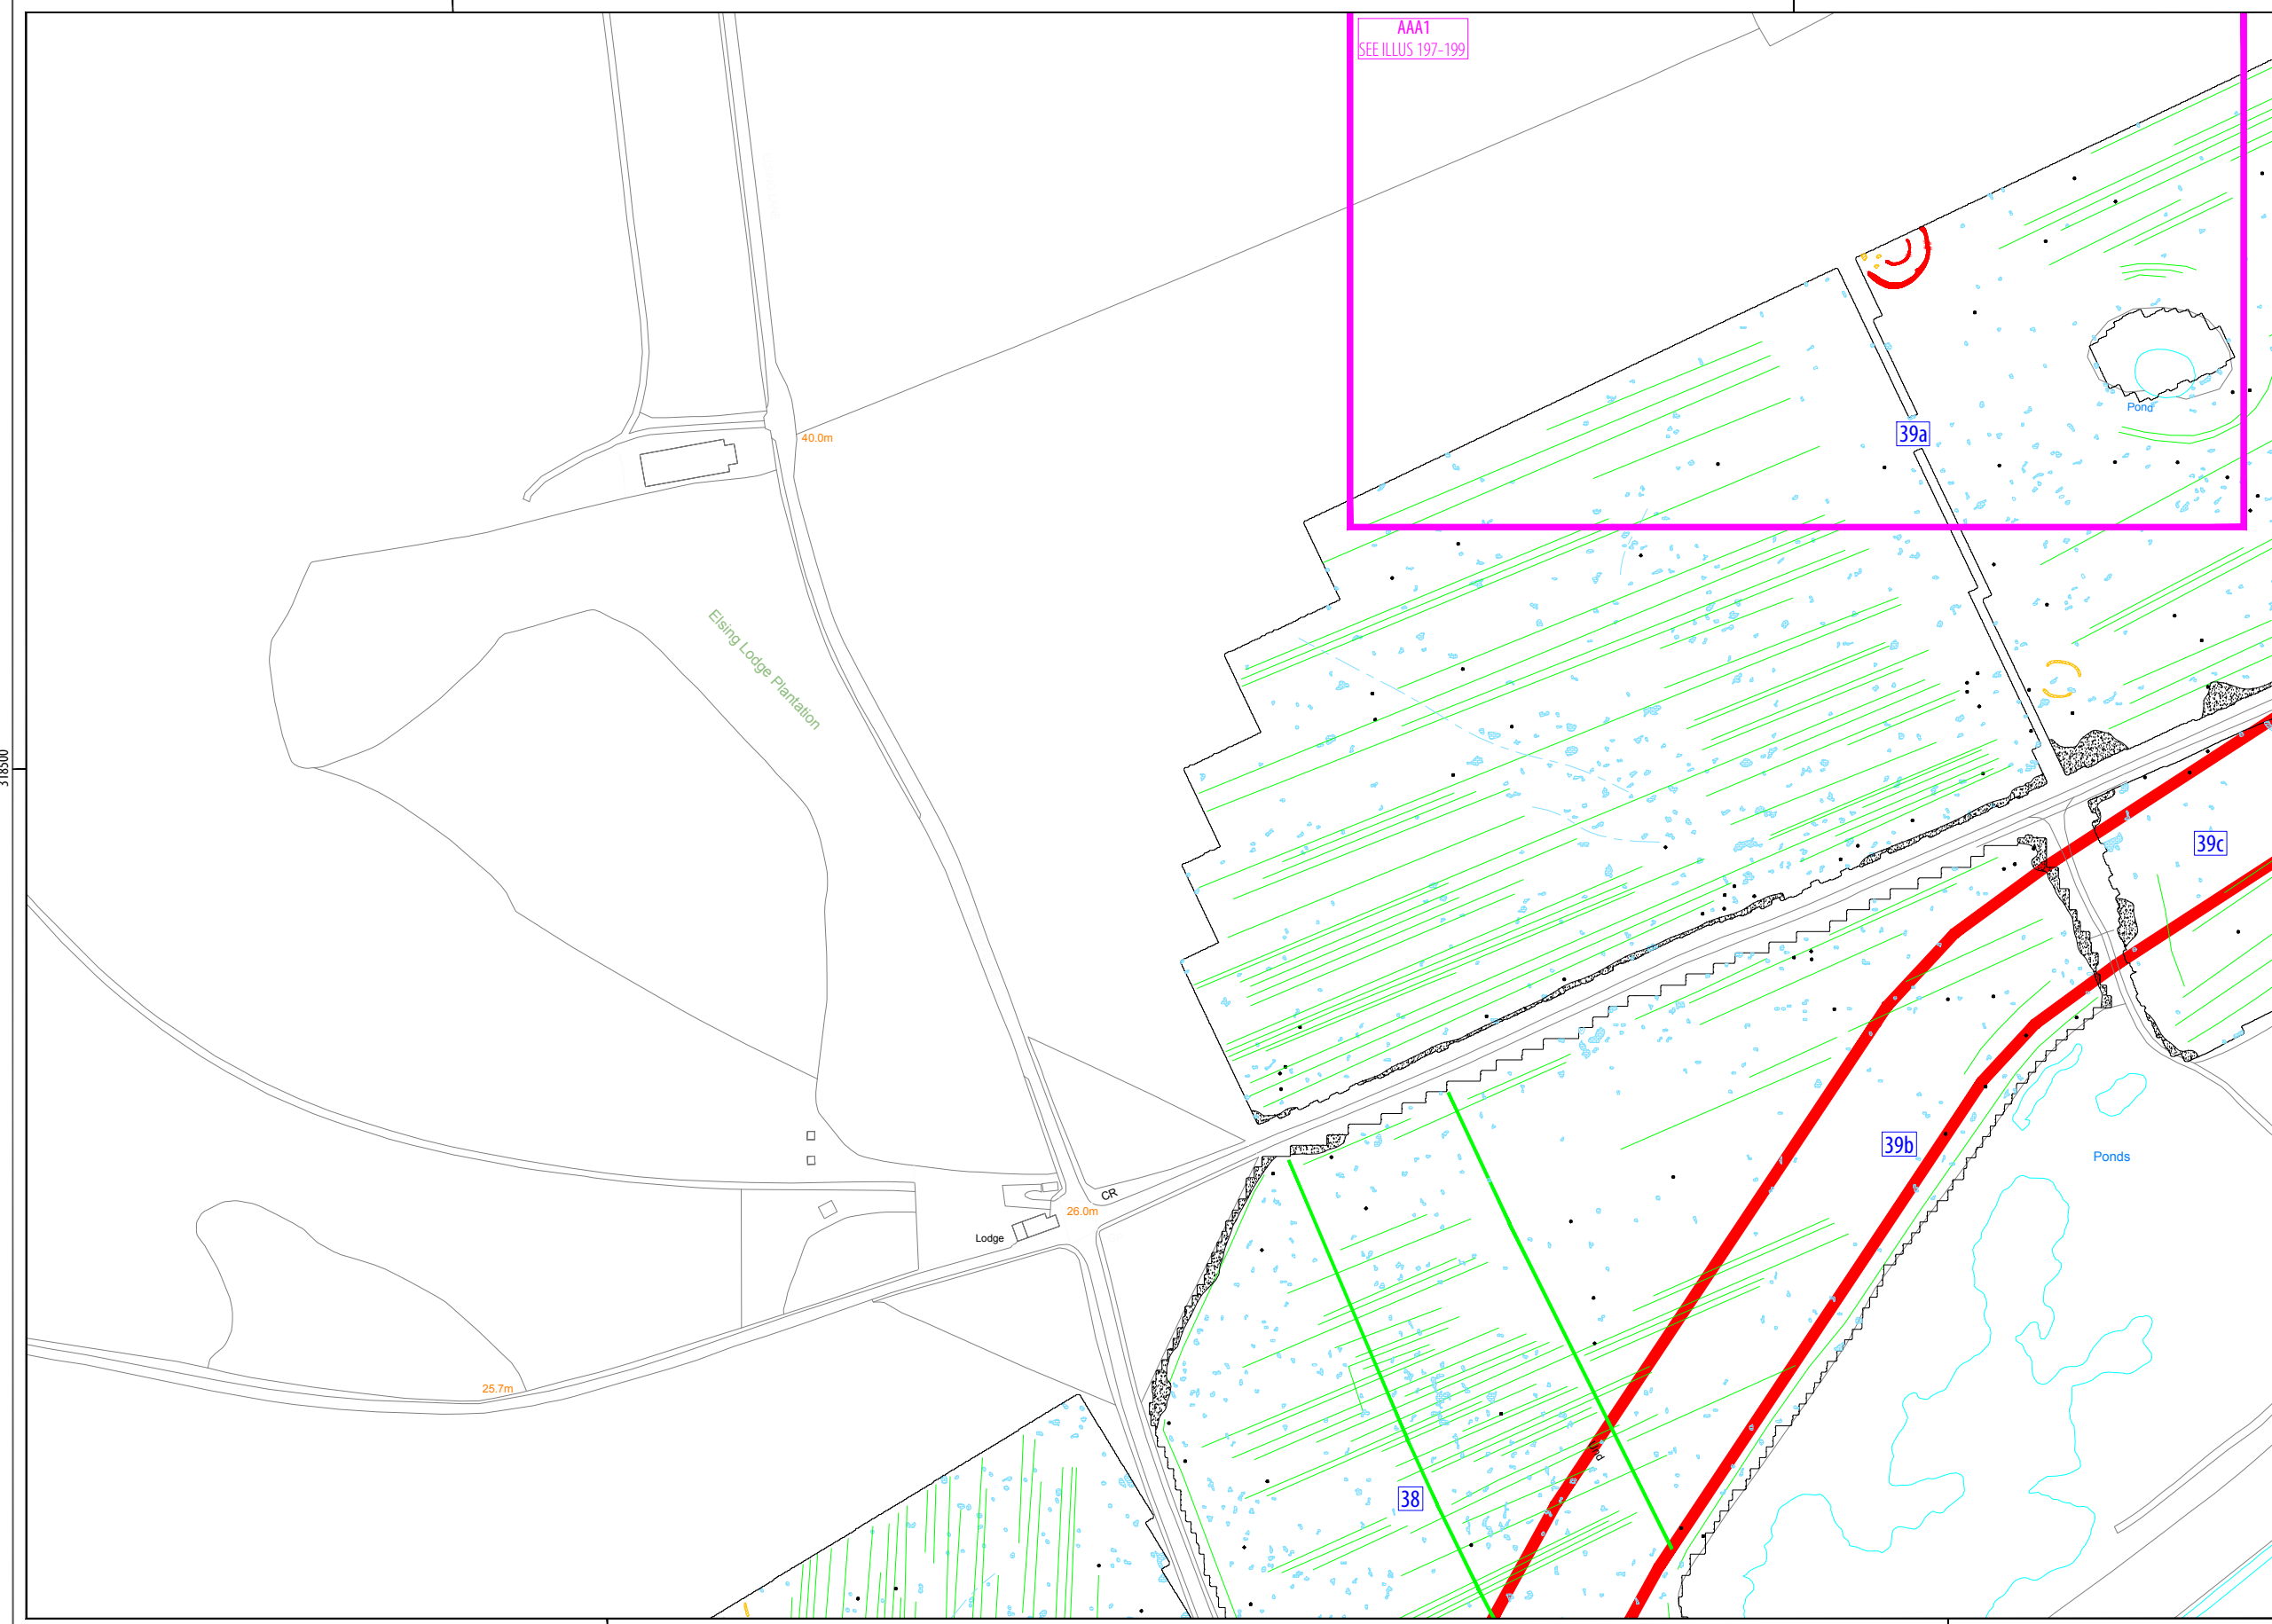 AAA1
SEE ILLUS 197-199
39a
Pond
40.0m
Elsing Lodge Plantation
318500
39c
39b
Ponds
CR
26.0m
Lodge
25.7m
38